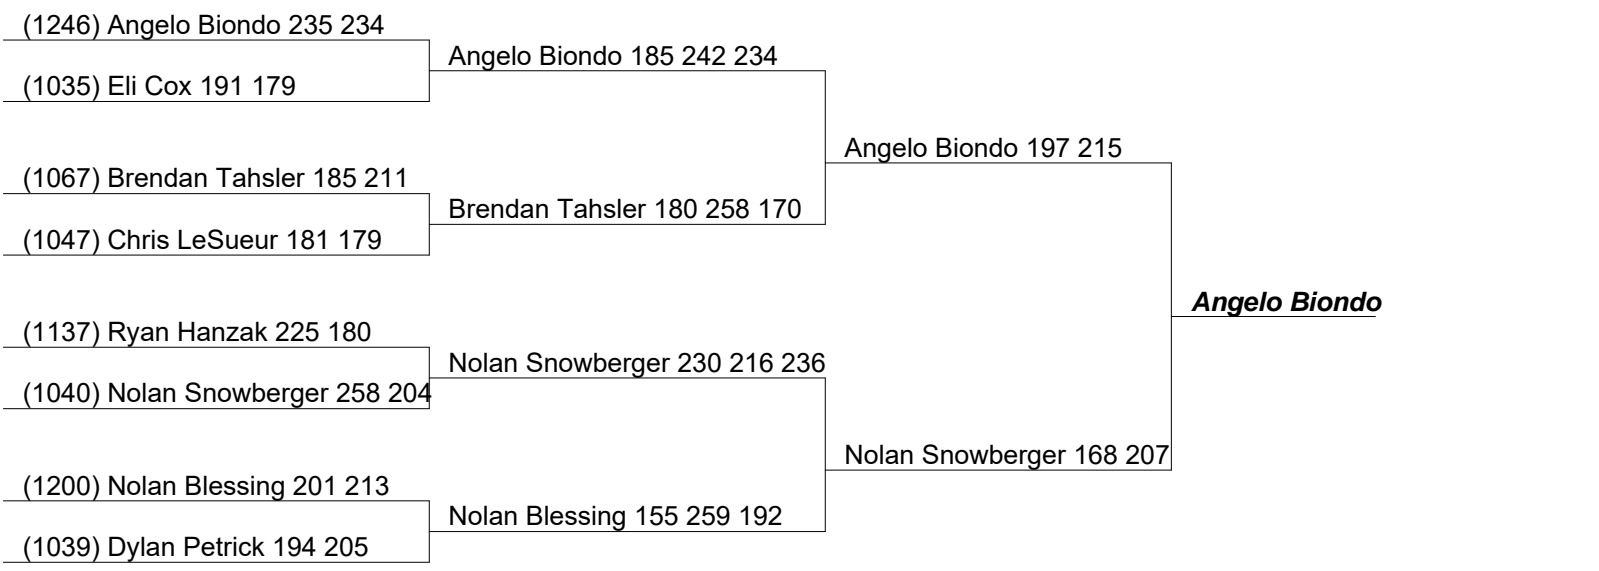 (1246) Angelo Biondo 235 234
Angelo Biondo 185 242 234
(1035) Eli Cox 191 179
Angelo Biondo 197 215
(1067) Brendan Tahsler 185 211
Brendan Tahsler 180 258 170
(1047) Chris LeSueur 181 179
Angelo Biondo
(1137) Ryan Hanzak 225 180
Nolan Snowberger 230 216 236
(1040) Nolan Snowberger 258 204
Nolan Snowberger 168 207
(1200) Nolan Blessing 201 213
Nolan Blessing 155 259 192
(1039) Dylan Petrick 194 205